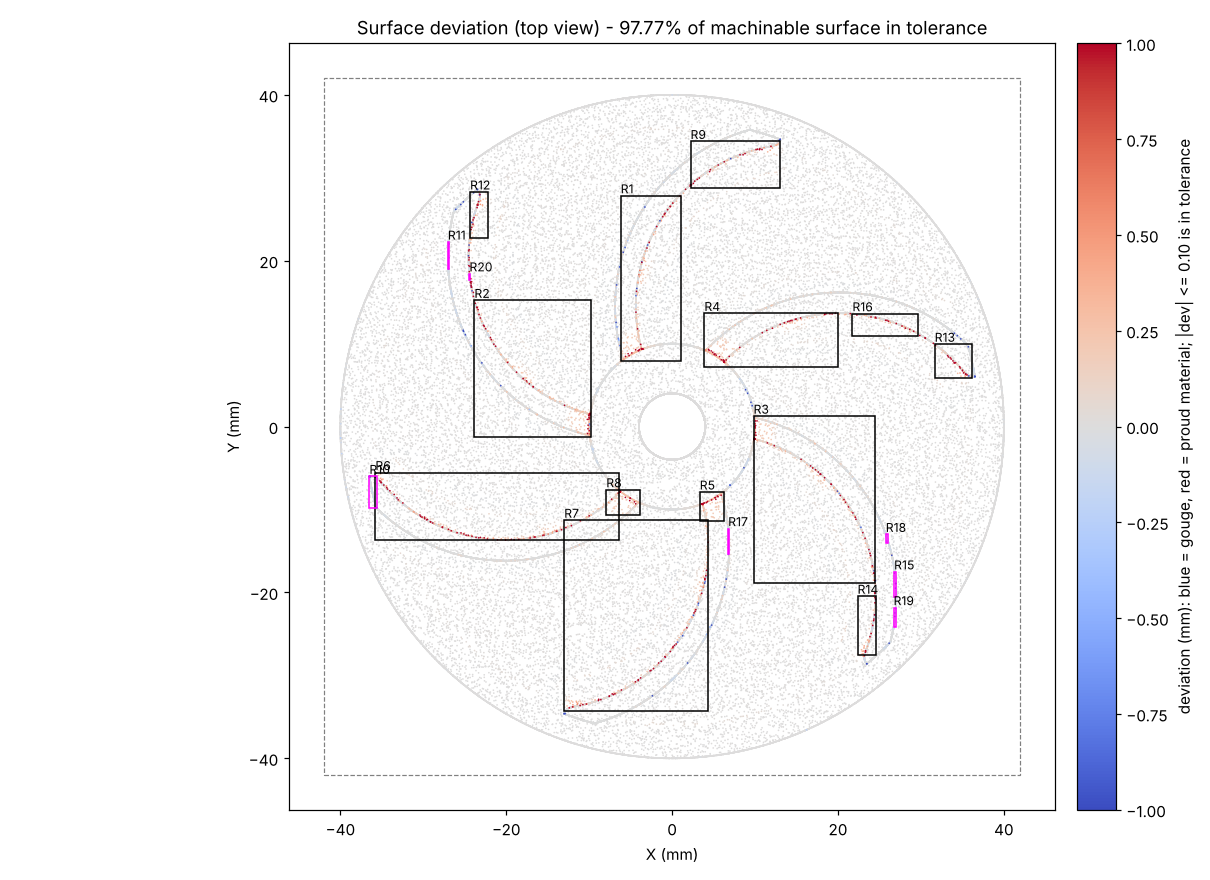 Surface deviation (top view) - 97.77% of machinable surface in tolerance
40
20
0
−20
−40
Y (mm)
−40
−20
0
20
40
X (mm)
R9
R12
R1
R11
R20
R2
R4
R16
R13
R3
R6
R10
R8
R5
R7
R17
R18
R15
R14
R19
1.00
0.75
0.50
0.25
0.00
−0.25
−0.50
−0.75
−1.00
deviation (mm): blue = gouge, red = proud material; |dev| <= 0.10 is in tolerance